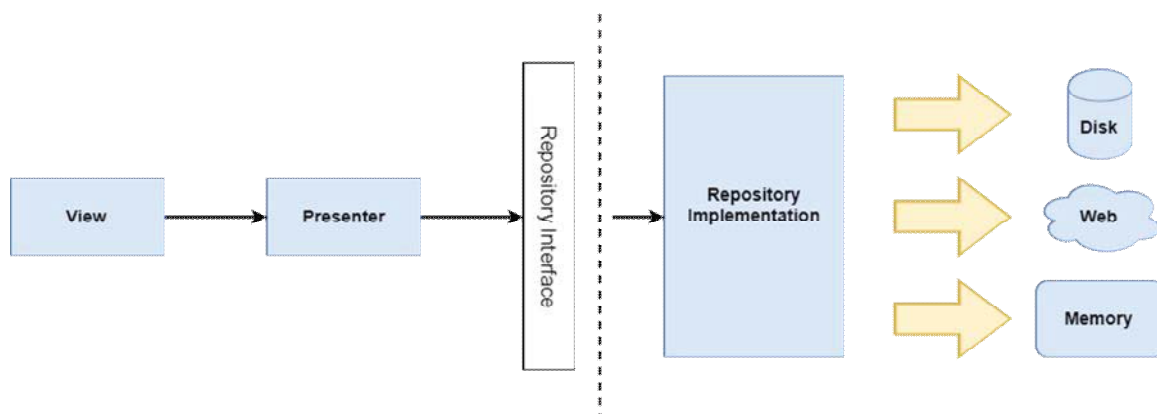 View
Presenter
Repository Interface
Repository
Implementation
Disk
Web
Memory